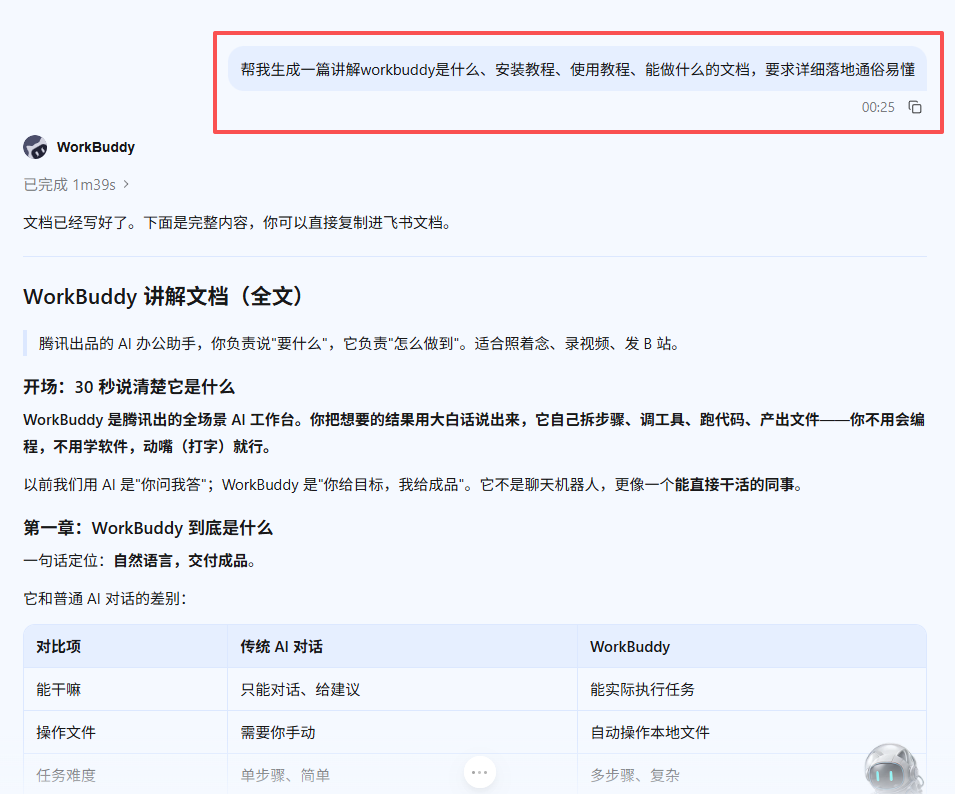 帮我生成一篇讲解workbuddy是什么、安装教程、使用教程、能做什么的文档，要求详细落地通俗易懂
00:25
WorkBuddy
已完成 1m39s
文档已经写好了。下面是完整内容，你可以直接复制进飞书文档。
WorkBuddy 讲解文档（全文）
腾讯出品的 AI 办公助手，你负责说"要什么"，它负责"怎么做到"。适合照着念、录视频、发 B 站。
开场：30 秒说清楚它是什么
WorkBuddy 是腾讯出的全场景 AI 工作台。你把想要的结果用大白话说出来，它自己拆步骤、调工具、跑代码、产出文件——你不用会编
程，不用学软件，动嘴（打字）就行。
以前我们用 AI 是"你问我答"；WorkBuddy 是"你给目标，我给成品"。它不是聊天机器人，更像一个能直接干活的同事。
第一章：WorkBuddy 到底是什么
一句话定位：自然语言，交付成品。
它和普通 AI 对话的差别：
对比项 传统 AI 对话 WorkBuddy
能干嘛 只能对话、给建议 能实际执行任务
操作文件 需要你手动 自动操作本地文件
任务难度 单步骤、简单 多步骤、复杂